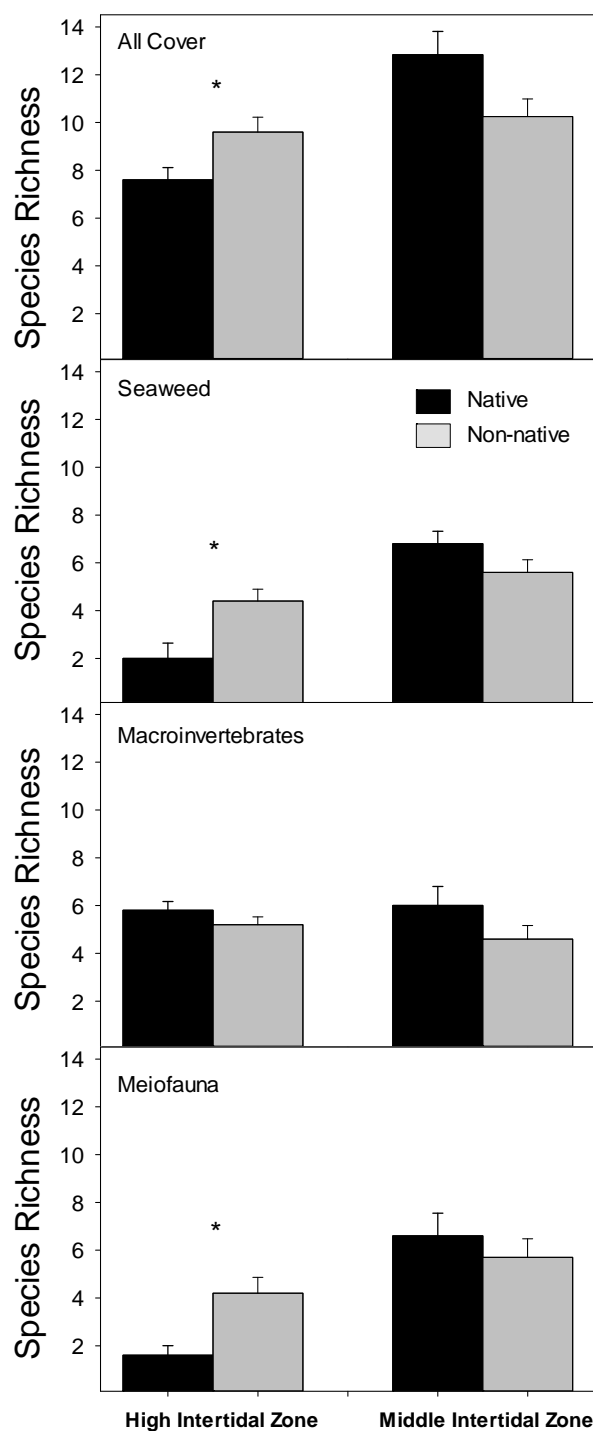 14
All Cover
12
*
10
8
6
4
2
Species Richness
14
Seaweed
12
Native
10
Non-native
8
*
6
4
2
Species Richness
14
Macroinvertebrates
12
10
8
6
4
2
Species Richness
14
Meiofauna
12
10
8
*
6
4
2
Species Richness
High Intertidal Zone Middle Intertidal Zone